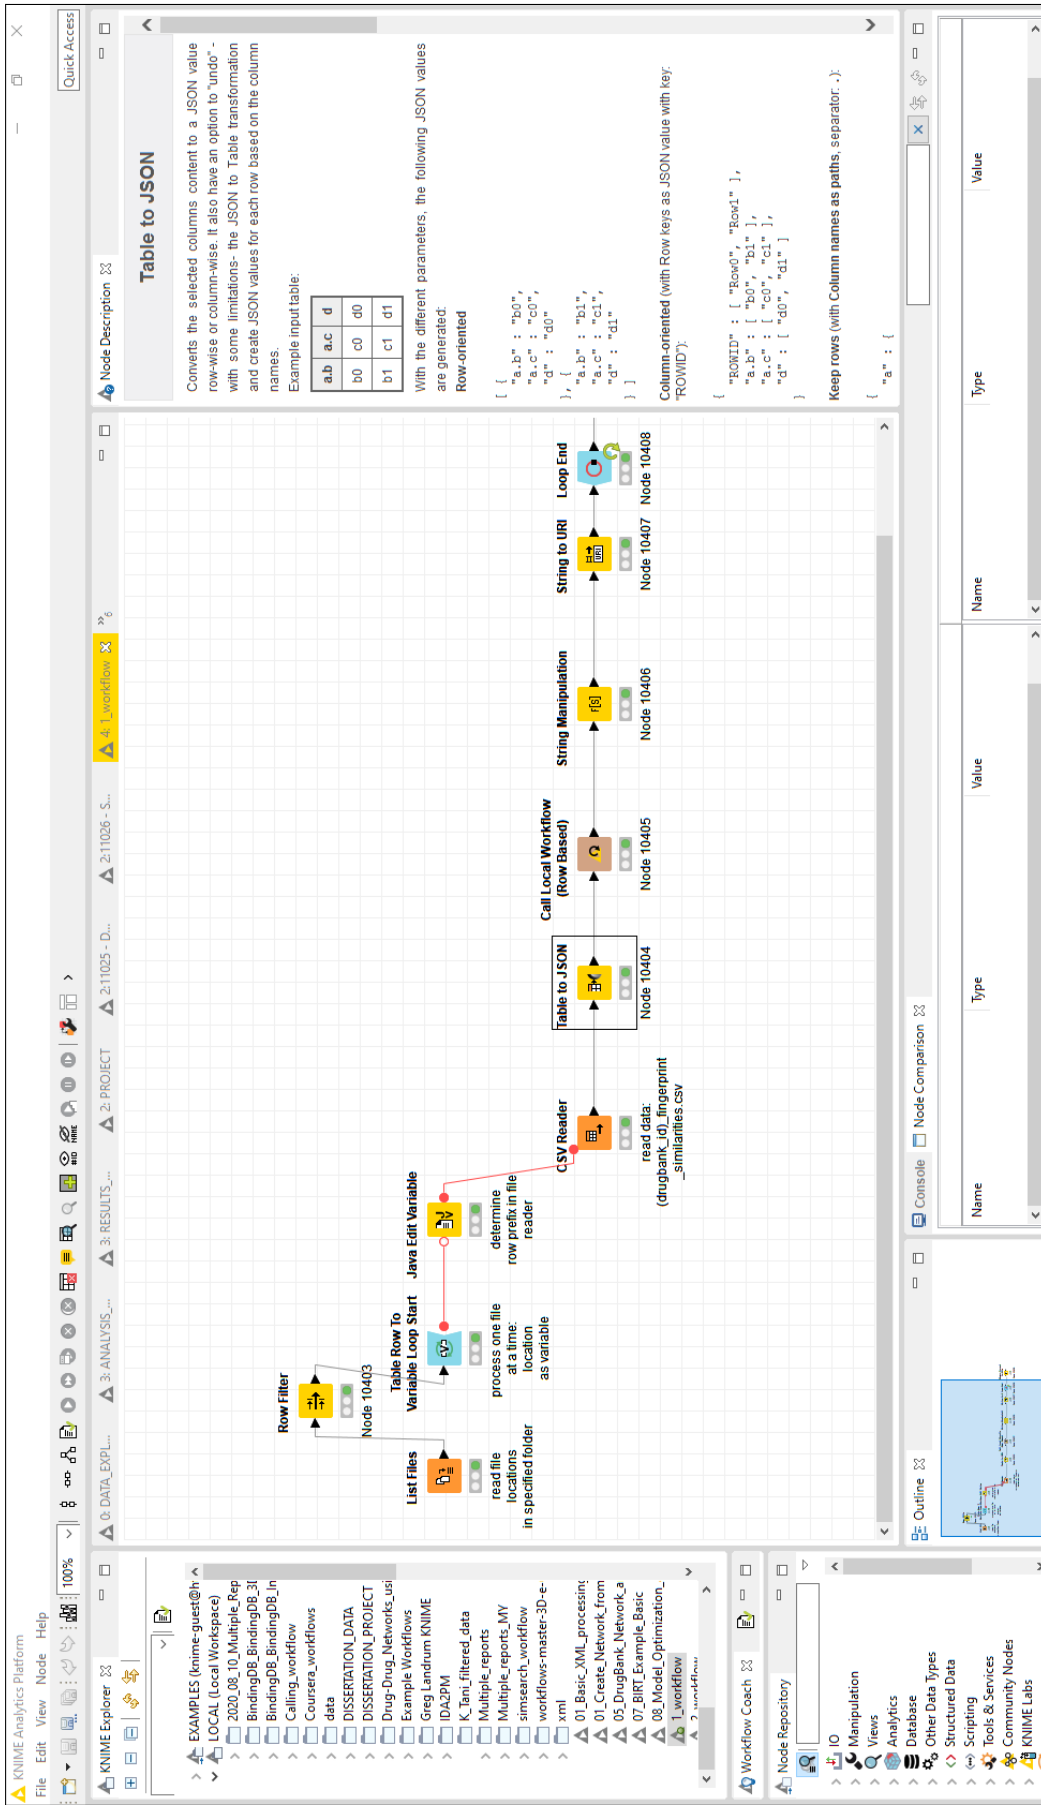 KNIME Analytics Platform
File Edit View Node Help
100%
Quick Access
KNIME Explorer
EXAMPLES (knime-guest@h
LOCAL (Local Workspace)
2020_08_10_Multiple_Rep
BindingDB_BindingDB_3I
BindingDB_BindingDB_In
Calling_workflow
Coursera_workflows
data
DISSERTATION_DATA
DISSERTATION_PROJECT
Drug-Drug_Networks_usi
Example Workflows
Greg Landrum KNIME
IDA2PM
K_Tani_filtered_data
Multiple_reports
Multiple_reports_MY
simsearch_workflow
workflows-master-3D-e-
xml
01_Basic_XML_processing
01_Create_Network_from
05_DrugBank_Network_a
07_BIRT_Example_Basic
08_Model_Optimization_
1_workflow
2_workflow
Workflow Coach
Node Repository
IO
Manipulation
Views
Analytics
Database
Other Data Types
Structured Data
Scripting
Tools & Services
Community Nodes
KNIME Labs
0: DATA_EXPL...
3: ANALYSIS_...
3: RESULTS_...
2: PROJECT
2:11025 - D...
2:11026 - S...
4: 1_workflow
»6
Row Filter
Node 10403
List Files
read file
locations
in specified folder
Table Row To
Variable Loop Start
process one file
at a time:
location
as variable
Java Edit Variable
determine
row prefix in file
reader
CSV Reader
read data:
(drugbank_id)_fingerprint
_similarities.csv
Table to JSON
Node 10404
Call Local Workflow
(Row Based)
Node 10405
String Manipulation
Node 10406
String to URI
Node 10407
Loop End
Node 10408
Node Description
Table to JSON
Converts the selected columns content to a JSON value
row-wise or column-wise. It also have an option to "undo" -
with some limitations- the JSON to Table transformation
and create JSON values for each row based on the column
names.
Example input table:
a.b a.c d
b0 c0 d0
b1 c1 d1
With the different parameters, the following JSON values
are generated:
Row-oriented
[ {
"a.b" : "b0",
"a.c" : "c0",
"d" : "d0"
}, {
"a.b" : "b1",
"a.c" : "c1",
"d" : "d1"
} ]
Column-oriented (with Row keys as JSON value with key:
"ROWID"):
{
"ROWID" : [ "Row0", "Row1" ],
"a.b" : [ "b0", "b1" ],
"a.c" : [ "c0", "c1" ],
"d" : [ "d0", "d1" ]
}
Keep rows (with Column names as paths, separator: .):
{
"a" : {
Outline
Console
Node Comparison
Name Type Value
Name Type Value